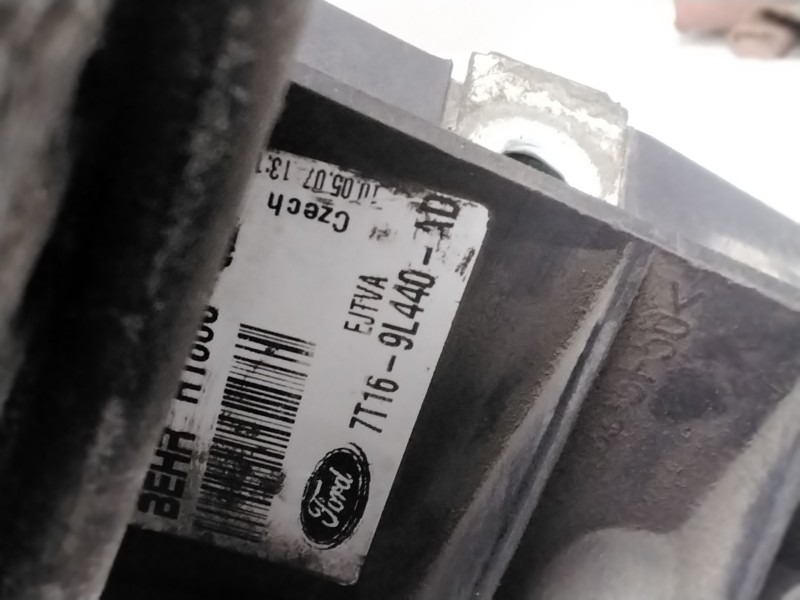 7T16-9L440-AD
EJTVA
Ford
Czech
10.05.07 13:1
BEHR